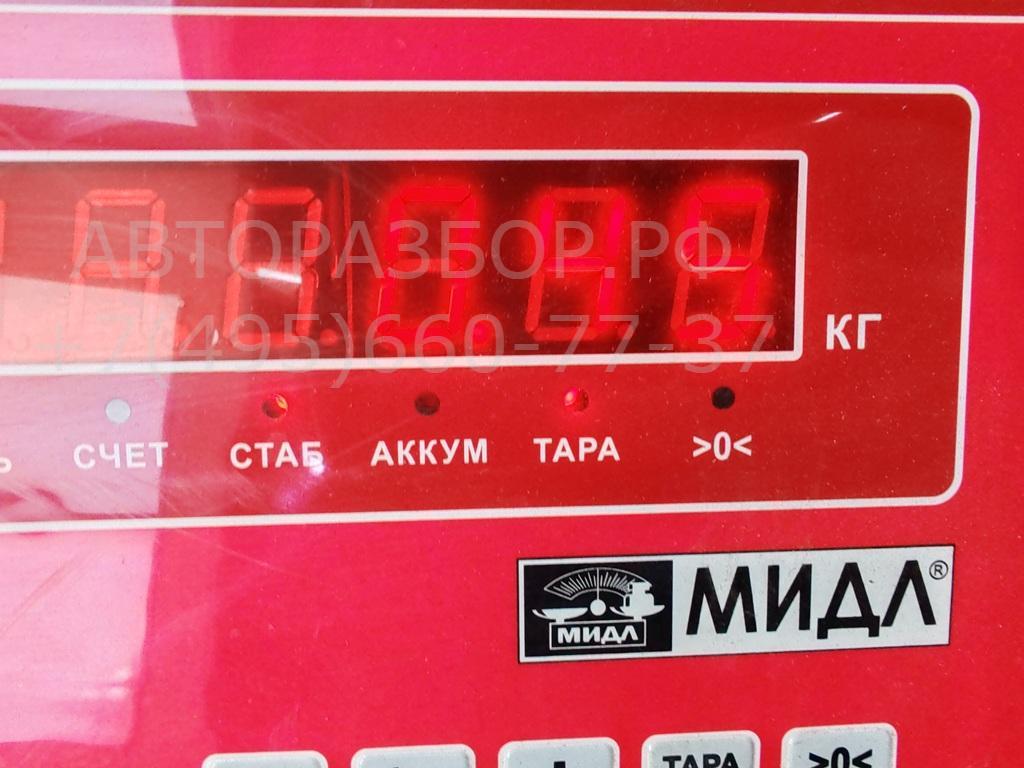 АВТОРАЗБОР.РФ
+7(495)660-77-37
КГ
СЧЕТ СТАБ АККУМ ТАРА >0<
МИДЛ МИДЛ®
ТАРА >0<